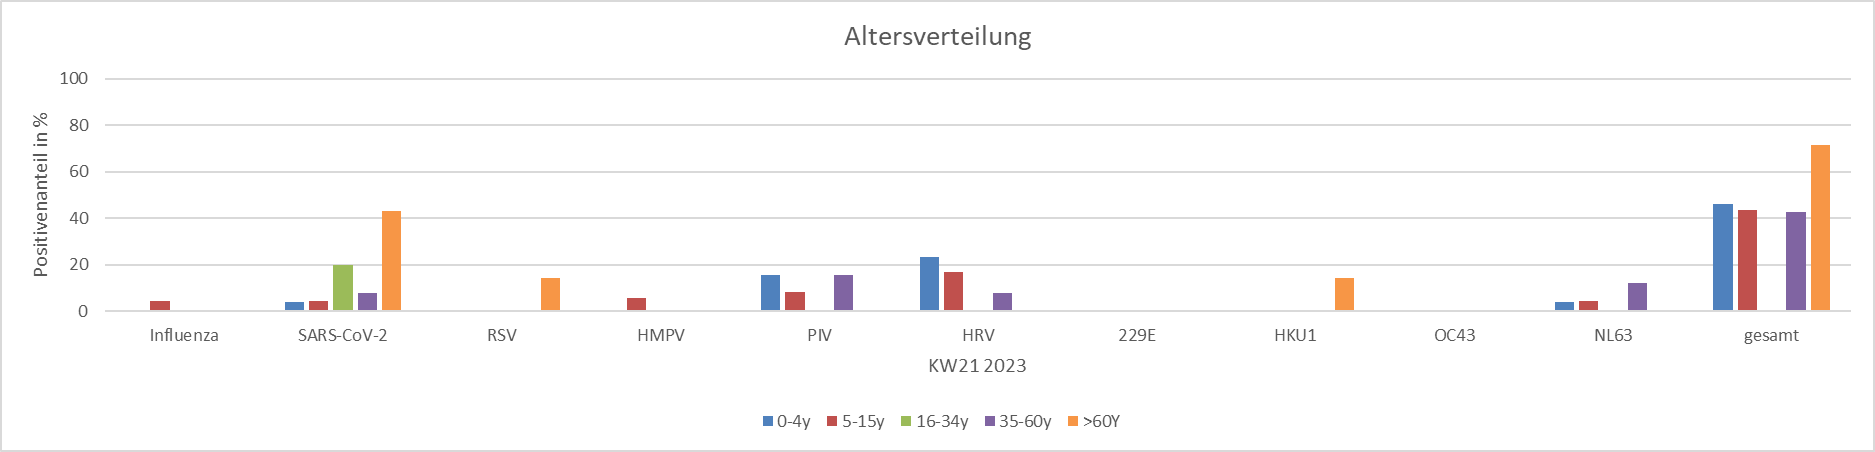 Altersverteilung
Positivenanteil in %
100
80
60
40
20
0
Influenza SARS-CoV-2 RSV HMPV PIV HRV 229E HKU1 OC43 NL63 gesamt
KW21 2023
0-4y 5-15y 16-34y 35-60y >60Y